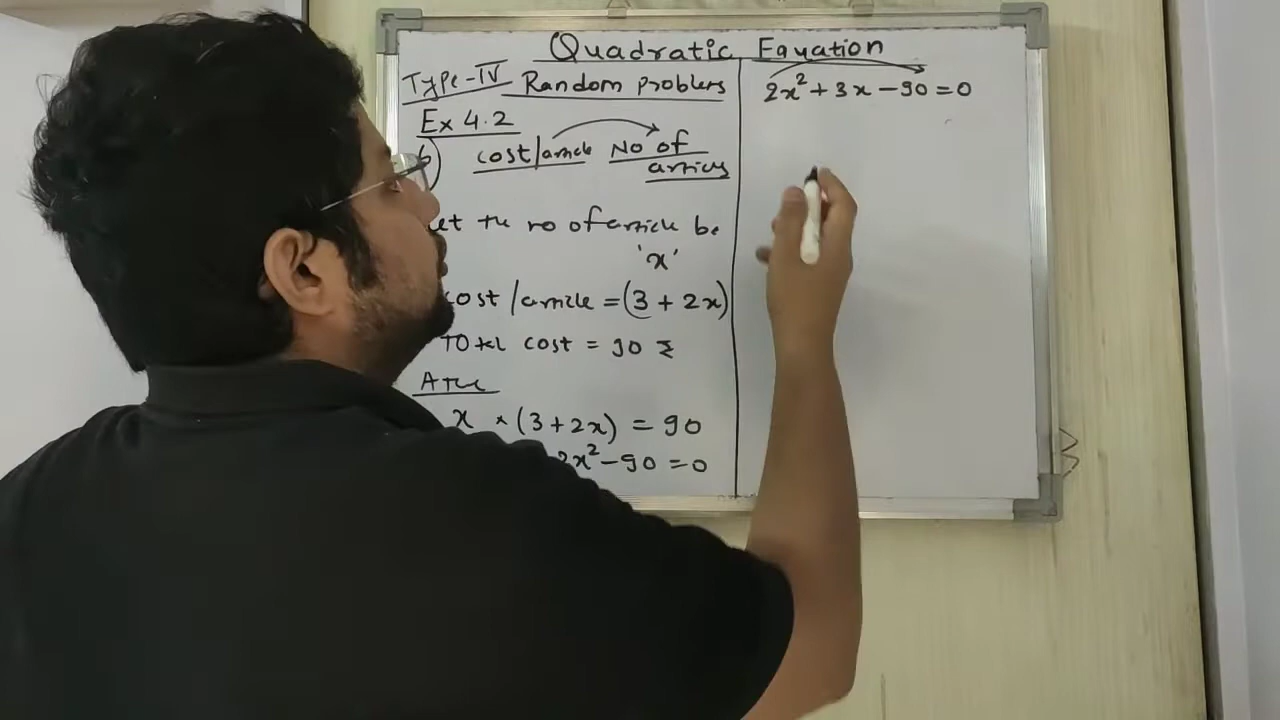 Quadratic Equation
Type-IV Random problems
Ex 4.2
cost/article No of
articles
the no of article be
'x'
cost /article = (3 + 2x)
Total cost = 90 ₹
ATQ
x × (3+2x) = 90
2x²-90 = 0
2x² + 3x - 90 = 0